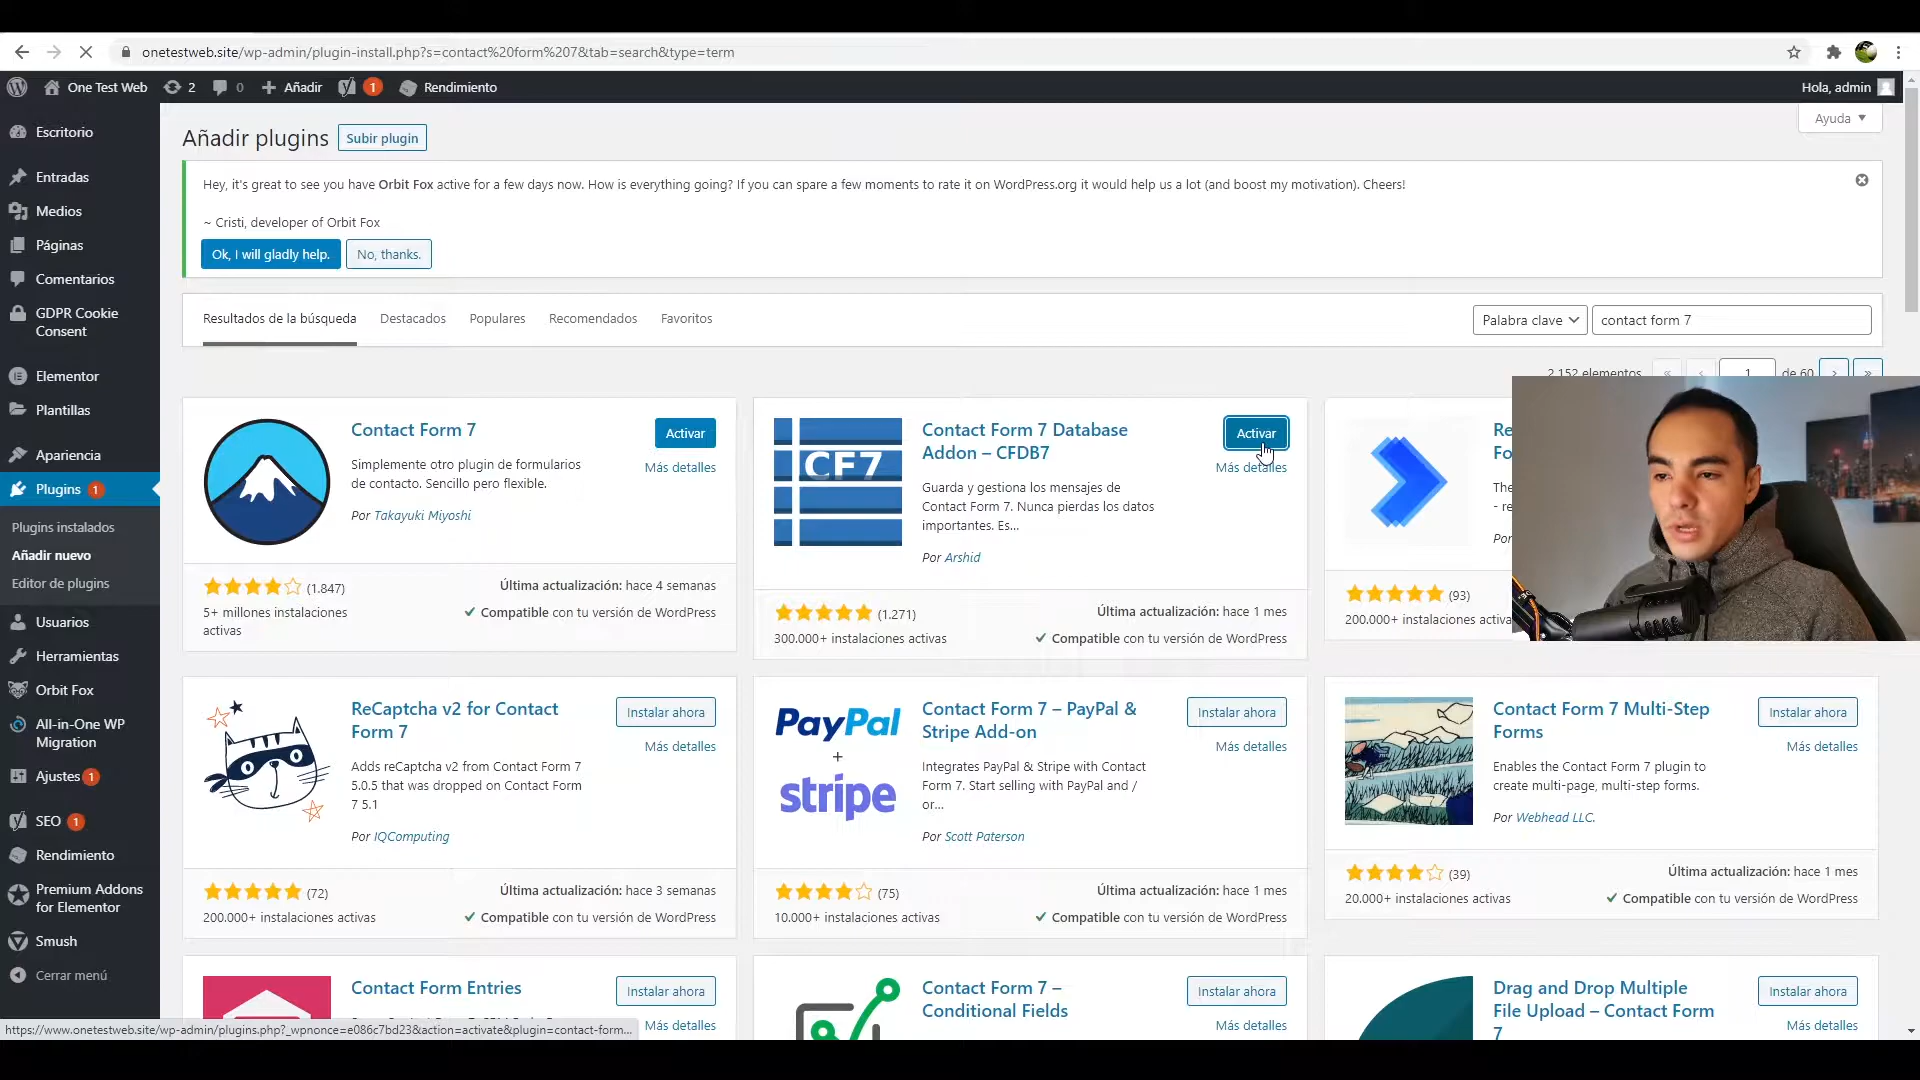 onetestweb.site/wp-admin/plugin-install.php?s=contact%20form%207&tab=search&type=term
One Test Web
2
0
Añadir
1
Rendimiento
Hola, admin
Escritorio
Entradas
Medios
Páginas
Comentarios
GDPR Cookie
Consent
Elementor
Plantillas
Apariencia
Plugins 1
Plugins instalados
Añadir nuevo
Editor de plugins
Usuarios
Herramientas
Orbit Fox
All-in-One WP
Migration
Ajustes 1
SEO 1
Rendimiento
Premium Addons
for Elementor
Smush
Cerrar menú
Añadir plugins
Subir plugin
Ayuda
Hey, it's great to see you have Orbit Fox active for a few days now. How is everything going? If you can spare a few moments to rate it on WordPress.org it would help us a lot (and boost my motivation). Cheers!
~ Cristi, developer of Orbit Fox
Ok, I will gladly help.
No, thanks.
Resultados de la búsqueda
Destacados
Populares
Recomendados
Favoritos
Palabra clave
contact form 7
2.152 elementos
« ‹ 1 de 60 › »
Contact Form 7
Activar
Más detalles
Simplemente otro plugin de formularios
de contacto. Sencillo pero flexible.
Por Takayuki Miyoshi
(1.847)
5+ millones instalaciones
activas
Última actualización: hace 4 semanas
Compatible con tu versión de WordPress
CF7
Contact Form 7 Database
Addon – CFDB7
Activar
Más detalles
Guarda y gestiona los mensajes de
Contact Form 7. Nunca pierdas los datos
importantes. Es...
Por Arshid
(1.271)
300.000+ instalaciones activas
Última actualización: hace 1 mes
Compatible con tu versión de WordPress
Re
Fo
The
- re
Por
(93)
200.000+ instalaciones activa
ReCaptcha v2 for Contact
Form 7
Instalar ahora
Más detalles
Adds reCaptcha v2 from Contact Form 7
5.0.5 that was dropped on Contact Form
7 5.1
Por IQComputing
(72)
200.000+ instalaciones activas
Última actualización: hace 3 semanas
Compatible con tu versión de WordPress
PayPal
+
stripe
Contact Form 7 – PayPal &
Stripe Add-on
Instalar ahora
Más detalles
Integrates PayPal & Stripe with Contact
Form 7. Start selling with PayPal and /
or...
Por Scott Paterson
(75)
10.000+ instalaciones activas
Última actualización: hace 1 mes
Compatible con tu versión de WordPress
Contact Form 7 Multi-Step
Forms
Instalar ahora
Más detalles
Enables the Contact Form 7 plugin to
create multi-page, multi-step forms.
Por Webhead LLC.
(39)
20.000+ instalaciones activas
Última actualización: hace 1 mes
Compatible con tu versión de WordPress
Contact Form Entries
Instalar ahora
Más detalles
Contact Form 7 –
Conditional Fields
Instalar ahora
Más detalles
Drag and Drop Multiple
File Upload – Contact Form
7
Instalar ahora
Más detalles
https://www.onetestweb.site/wp-admin/plugins.php?_wpnonce=e086c7bd23&action=activate&plugin=contact-form...